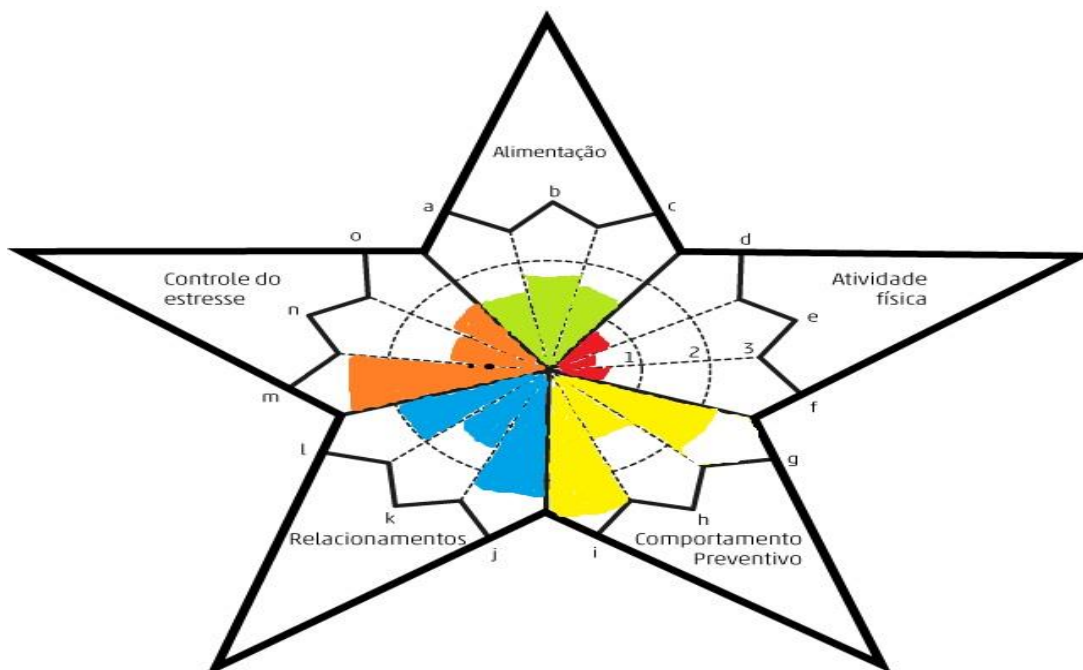 Alimentação
b
a
c
o
d
Controle do
estresse
Atividade
física
n
e
1
2
3
m
f
l
g
k
h
Relacionamentos
Comportamento
Preventivo
j
i